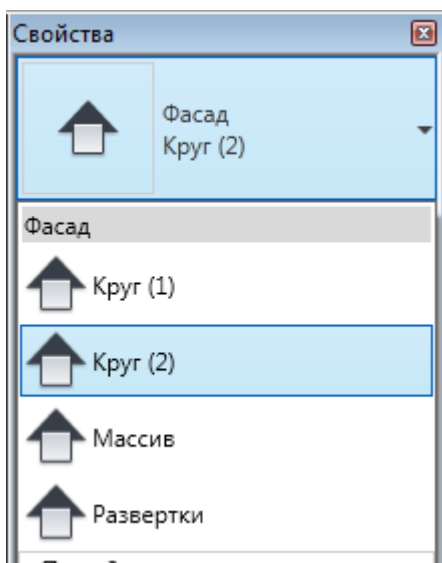 Свойства
Фасад
Круг (2)
Фасад
Круг (1)
Круг (2)
Массив
Развертки